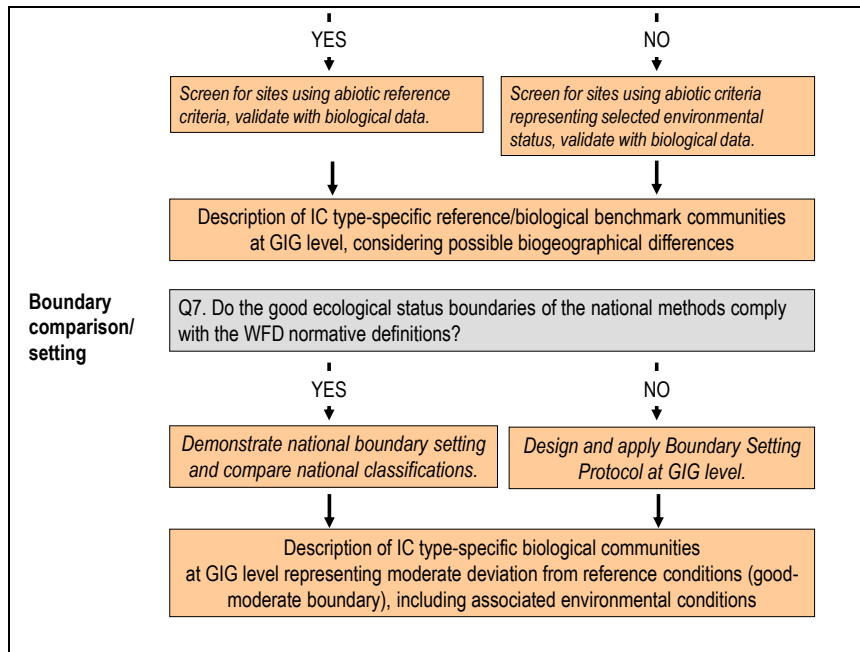 YES
NO
Screen for sites using abiotic reference
criteria, validate with biological data.
Screen for sites using abiotic criteria
representing selected environmental
status, validate with biological data.
Description of IC type-specific reference/biological benchmark communities
at GIG level, considering possible biogeographical differences
Boundary
comparison/
setting
Q7. Do the good ecological status boundaries of the national methods comply
with the WFD normative definitions?
YES
NO
Demonstrate national boundary setting
and compare national classifications.
Design and apply Boundary Setting
Protocol at GIG level.
Description of IC type-specific biological communities
at GIG level representing moderate deviation from reference conditions (good-
moderate boundary), including associated environmental conditions